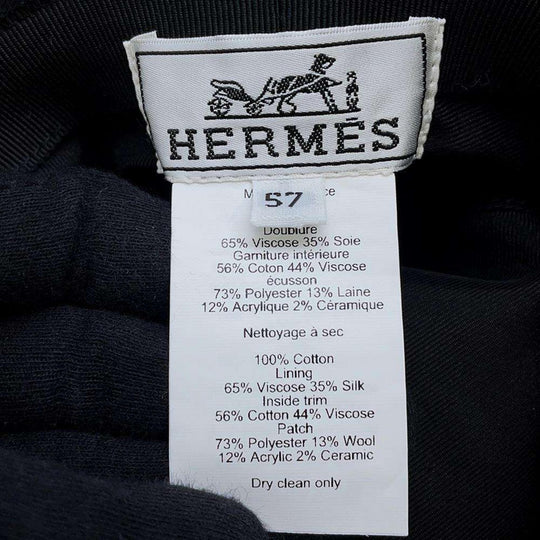 HERMÈS
57
Doublure
65% Viscose 35% Soie
Garniture intérieure
56% Coton 44% Viscose
écusson
73% Polyester 13% Laine
12% Acrylique 2% Céramique
Nettoyage à sec
100% Cotton
Lining
65% Viscose 35% Silk
Inside trim
56% Cotton 44% Viscose
Patch
73% Polyester 13% Wool
12% Acrylic 2% Ceramic
Dry clean only